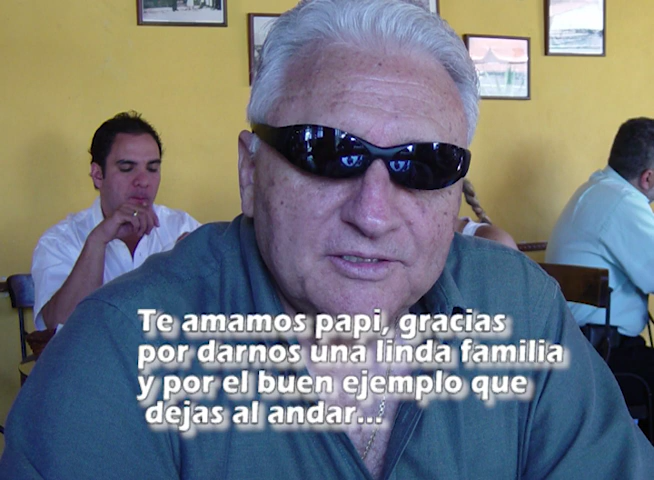 Te amamos papi, gracias
por darnos una linda familia
y por el buen ejemplo que
dejas al andar...